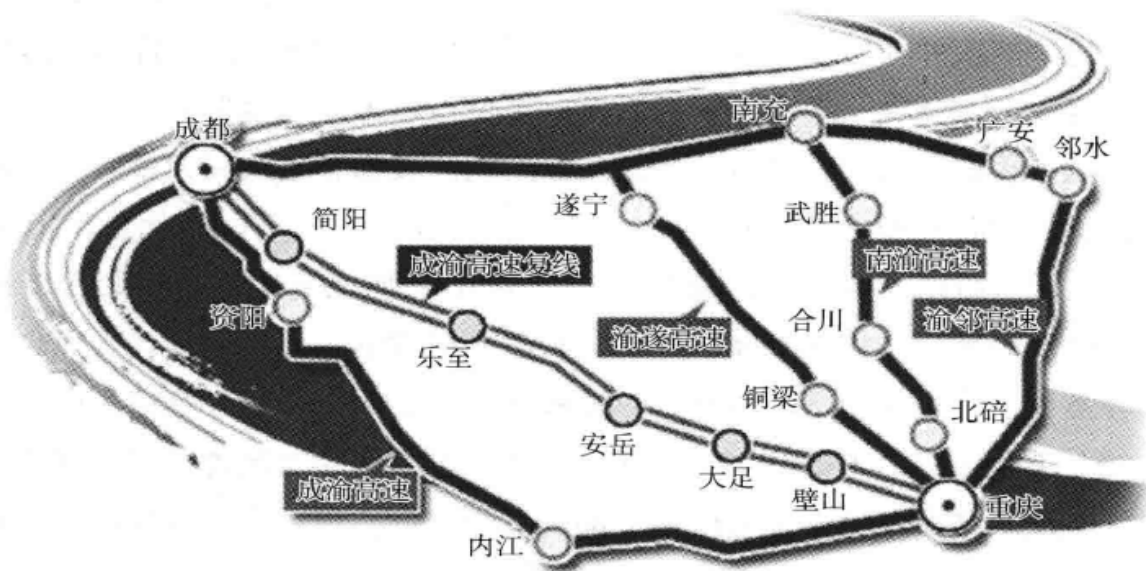 成都
南充
广安
邻水
简阳
遂宁
武胜
成渝高速复线
南渝高速
资阳
渝遂高速
合川
渝邻高速
乐至
铜梁
北碚
安岳
大足
成渝高速
璧山
重庆
内江